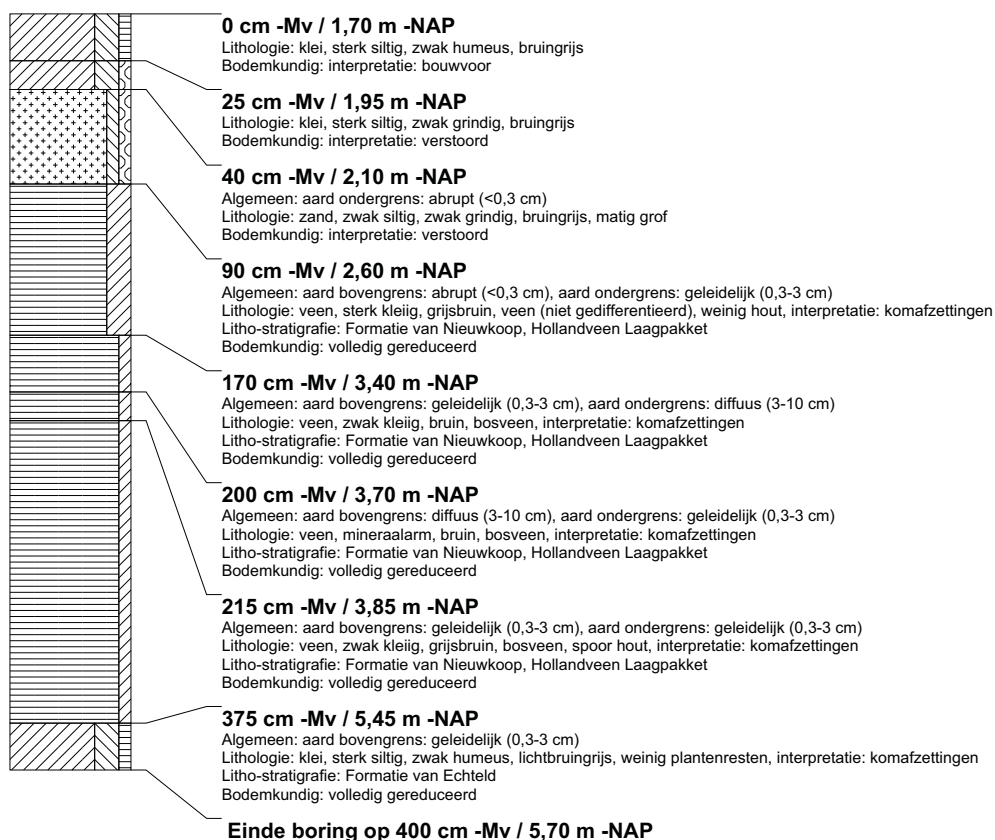 0 cm -Mv / 1,70 m -NAP
Lithologie: klei, sterk siltig, zwak humeus, bruingrijs
Bodemkundig: interpretatie: bouwvoor
25 cm -Mv / 1,95 m -NAP
Lithologie: klei, sterk siltig, zwak grindig, bruingrijs
Bodemkundig: interpretatie: verstoord
40 cm -Mv / 2,10 m -NAP
Algemeen: aard ondergrens: abrupt (<0,3 cm)
Lithologie: zand, zwak siltig, zwak grindig, bruingrijs, matig grof
Bodemkundig: interpretatie: verstoord
90 cm -Mv / 2,60 m -NAP
Algemeen: aard bovengrens: abrupt (<0,3 cm), aard ondergrens: geleidelijk (0,3-3 cm)
Lithologie: veen, sterk kleiig, grijsbruin, veen (niet gedifferentieerd), weinig hout, interpretatie: komafzettingen
Litho-stratigrafie: Formatie van Nieuwkoop, Hollandveen Laagpakket
Bodemkundig: volledig gereduceerd
170 cm -Mv / 3,40 m -NAP
Algemeen: aard bovengrens: geleidelijk (0,3-3 cm), aard ondergrens: diffuus (3-10 cm)
Lithologie: veen, zwak kleiig, bruin, bosveen, interpretatie: komafzettingen
Litho-stratigrafie: Formatie van Nieuwkoop, Hollandveen Laagpakket
Bodemkundig: volledig gereduceerd
200 cm -Mv / 3,70 m -NAP
Algemeen: aard bovengrens: diffuus (3-10 cm), aard ondergrens: geleidelijk (0,3-3 cm)
Lithologie: veen, mineraalarm, bruin, bosveen, interpretatie: komafzettingen
Litho-stratigrafie: Formatie van Nieuwkoop, Hollandveen Laagpakket
Bodemkundig: volledig gereduceerd
215 cm -Mv / 3,85 m -NAP
Algemeen: aard bovengrens: geleidelijk (0,3-3 cm), aard ondergrens: geleidelijk (0,3-3 cm)
Lithologie: veen, zwak kleiig, grijsbruin, bosveen, spoor hout, interpretatie: komafzettingen
Litho-stratigrafie: Formatie van Nieuwkoop, Hollandveen Laagpakket
Bodemkundig: volledig gereduceerd
375 cm -Mv / 5,45 m -NAP
Algemeen: aard bovengrens: geleidelijk (0,3-3 cm)
Lithologie: klei, sterk siltig, zwak humeus, lichtbruingrijs, weinig plantenresten, interpretatie: komafzettingen
Litho-stratigrafie: Formatie van Echteld
Bodemkundig: volledig gereduceerd
Einde boring op 400 cm -Mv / 5,70 m -NAP